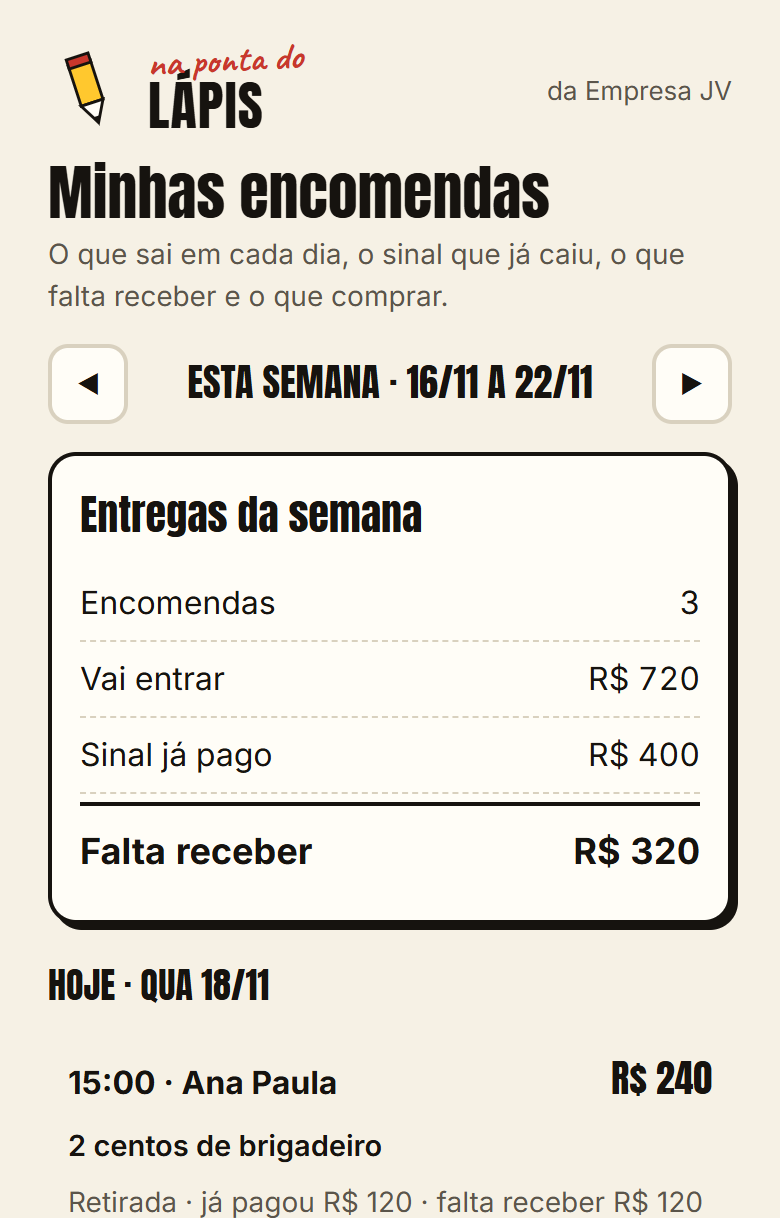 na ponta do
LÁPIS
da Empresa JV
Minhas encomendas
O que sai em cada dia, o sinal que já caiu, o que
falta receber e o que comprar.
◀ ESTA SEMANA · 16/11 A 22/11 ▶
Entregas da semana
Encomendas 3
Vai entrar R$ 720
Sinal já pago R$ 400
Falta receber R$ 320
HOJE · QUA 18/11
15:00 · Ana Paula R$ 240
2 centos de brigadeiro
Retirada · já pagou R$ 120 · falta receber R$ 120